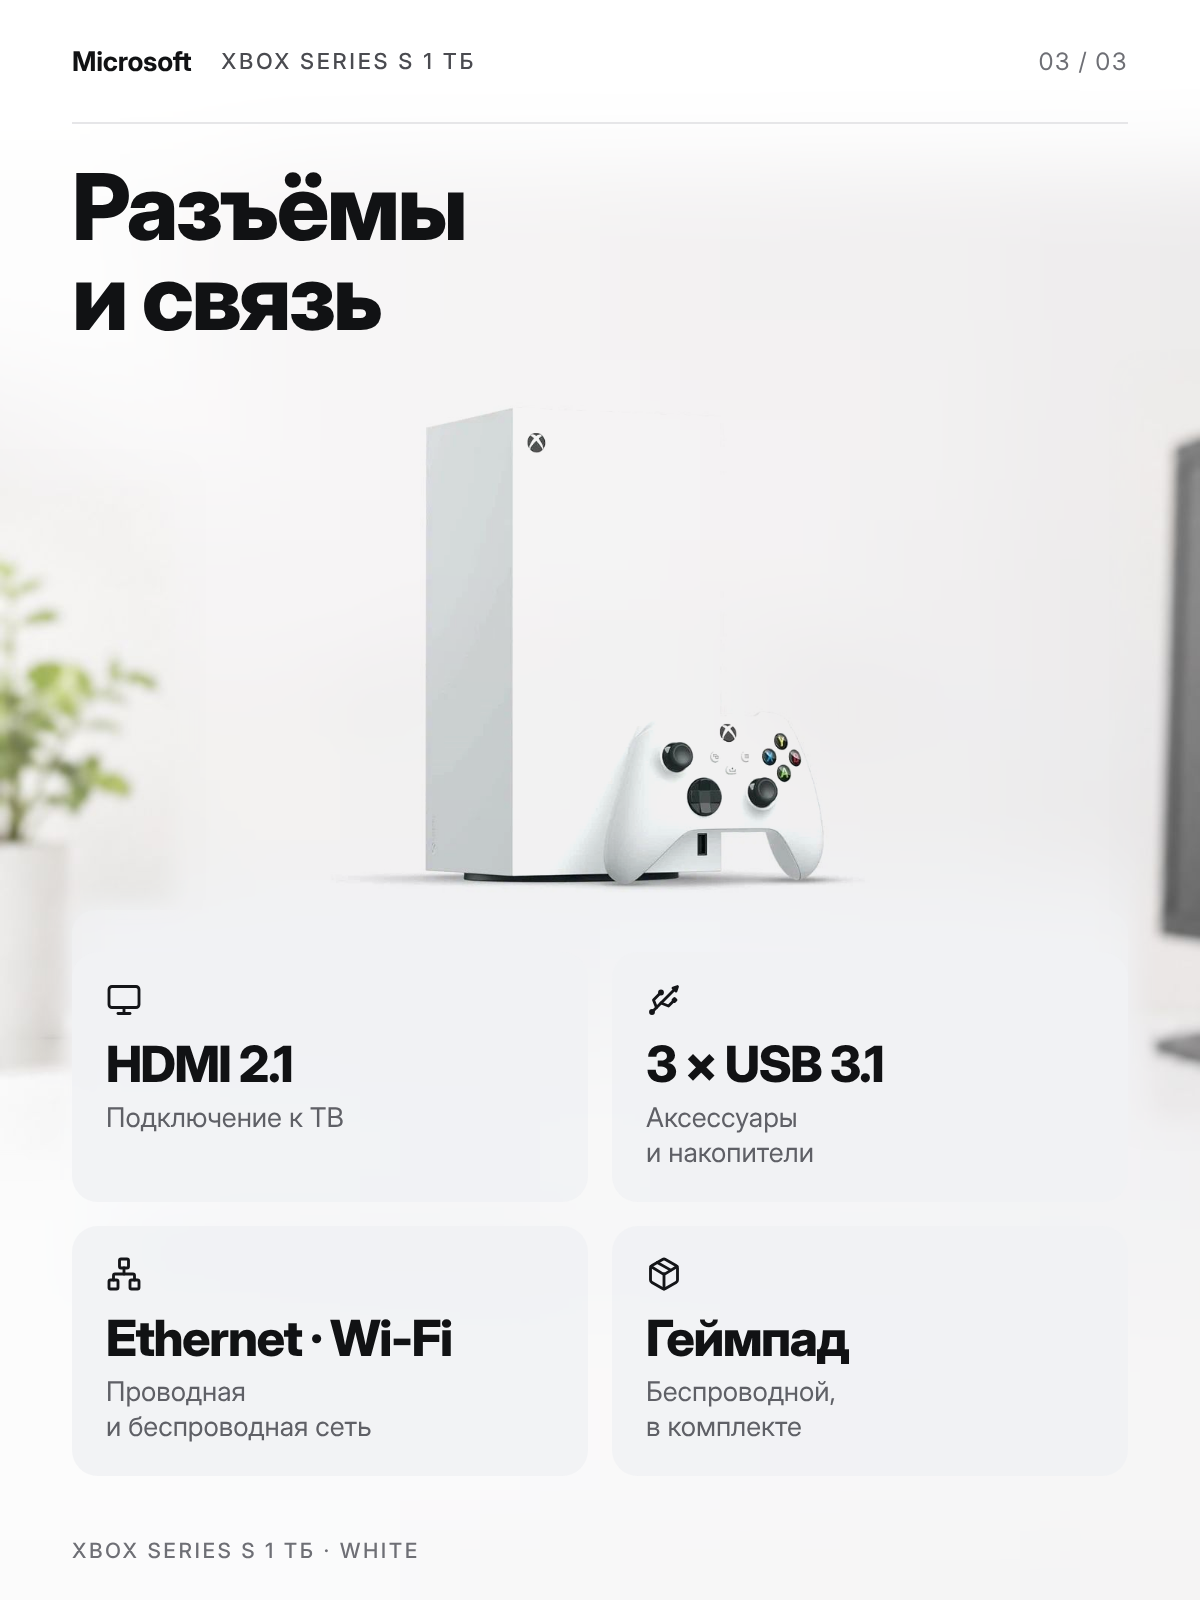 Microsoft XBOX SERIES S 1 ТБ 03 / 03
Разъёмы
и связь
Y
X B
A
HDMI 2.1
Подключение к ТВ
3 × USB 3.1
Аксессуары
и накопители
Ethernet · Wi-Fi
Проводная
и беспроводная сеть
Геймпад
Беспроводной,
в комплекте
XBOX SERIES S 1 ТБ · WHITE